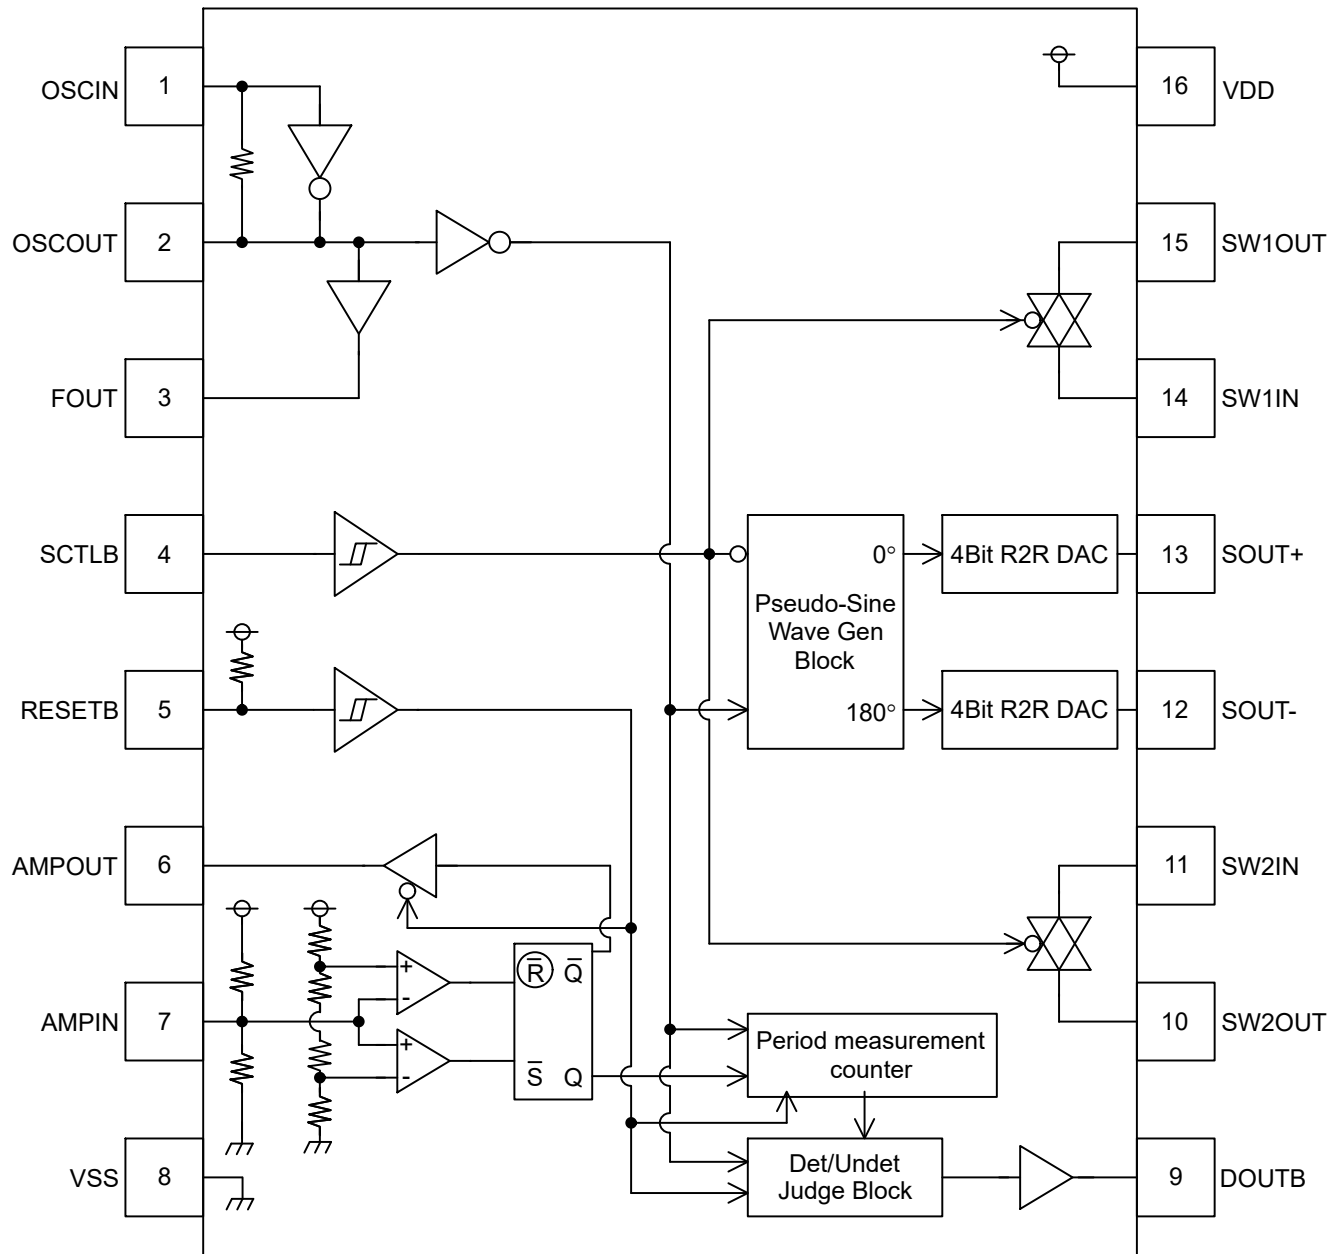 OSCIN 1
OSCOUT 2
FOUT 3
SCTLB 4
RESETB 5
AMPOUT 6
AMPIN 7
VSS 8
+
-
+
-
R Q
S Q
Pseudo-Sine
Wave Gen
Block
0°
180°
4Bit R2R DAC
4Bit R2R DAC
Period measurement
counter
Det/Undet
Judge Block
16 VDD
15 SW1OUT
14 SW1IN
13 SOUT+
12 SOUT-
11 SW2IN
10 SW2OUT
9 DOUTB